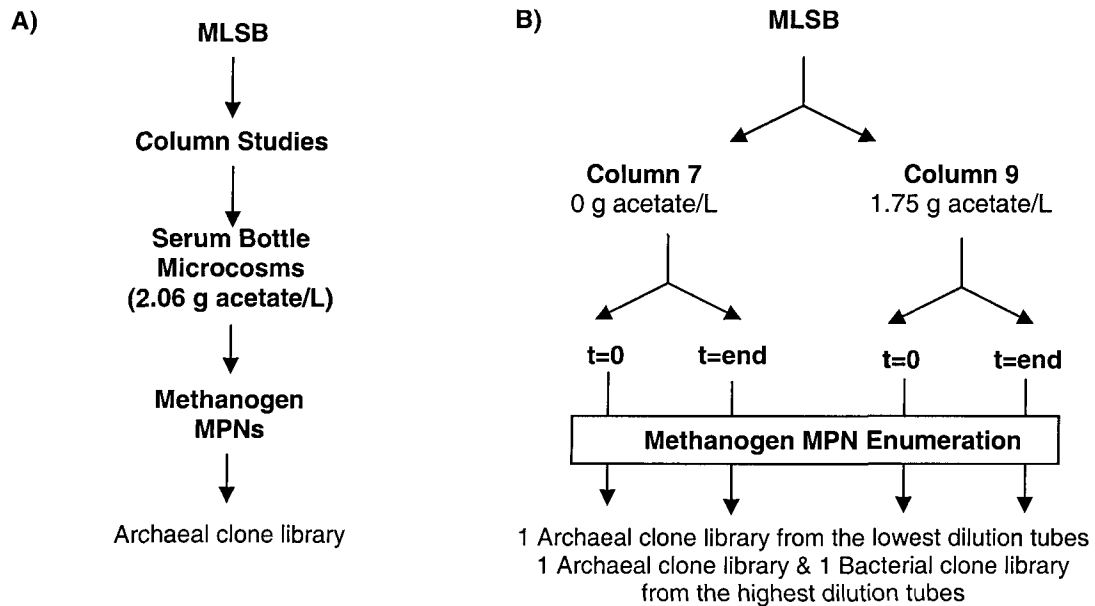 A)
MLSB
Column Studies
Serum Bottle
Microcosms
(2.06 g acetate/L)
Methanogen
MPNs
Archaeal clone library
B)
MLSB
Column 7
0 g acetate/L
Column 9
1.75 g acetate/L
t=0
t=end
t=0
t=end
Methanogen MPN Enumeration
1 Archaeal clone library from the lowest dilution tubes
1 Archaeal clone library & 1 Bacterial clone library
from the highest dilution tubes